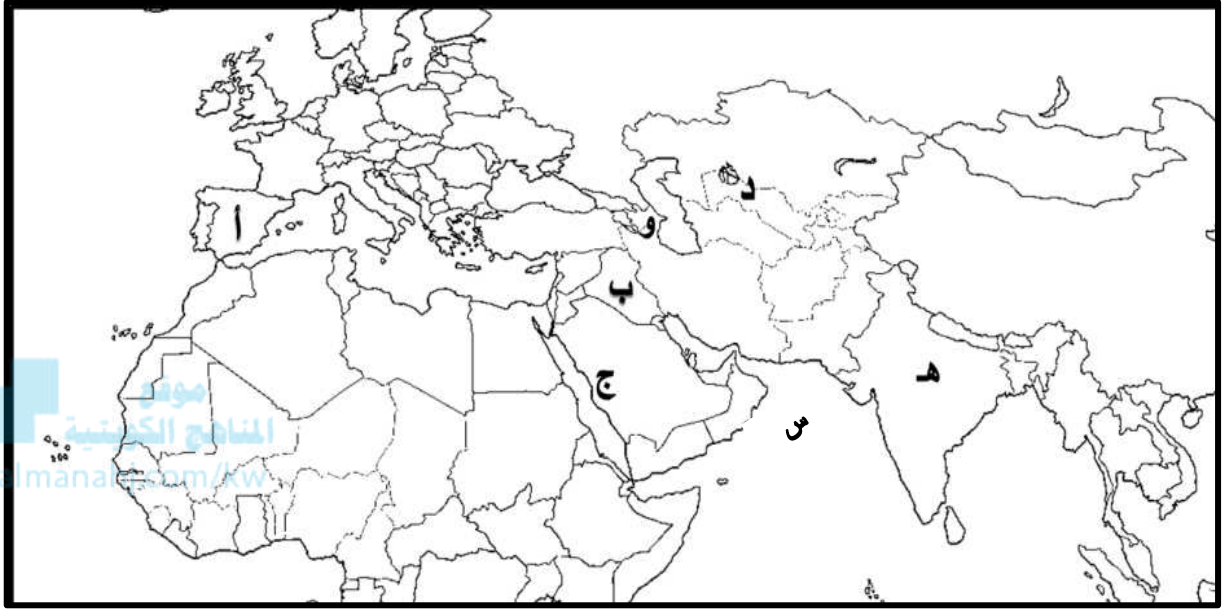 أ
و
د
ب
ج
هـ
س
موقع
المناهج الكويتية
almanahj.com/kw